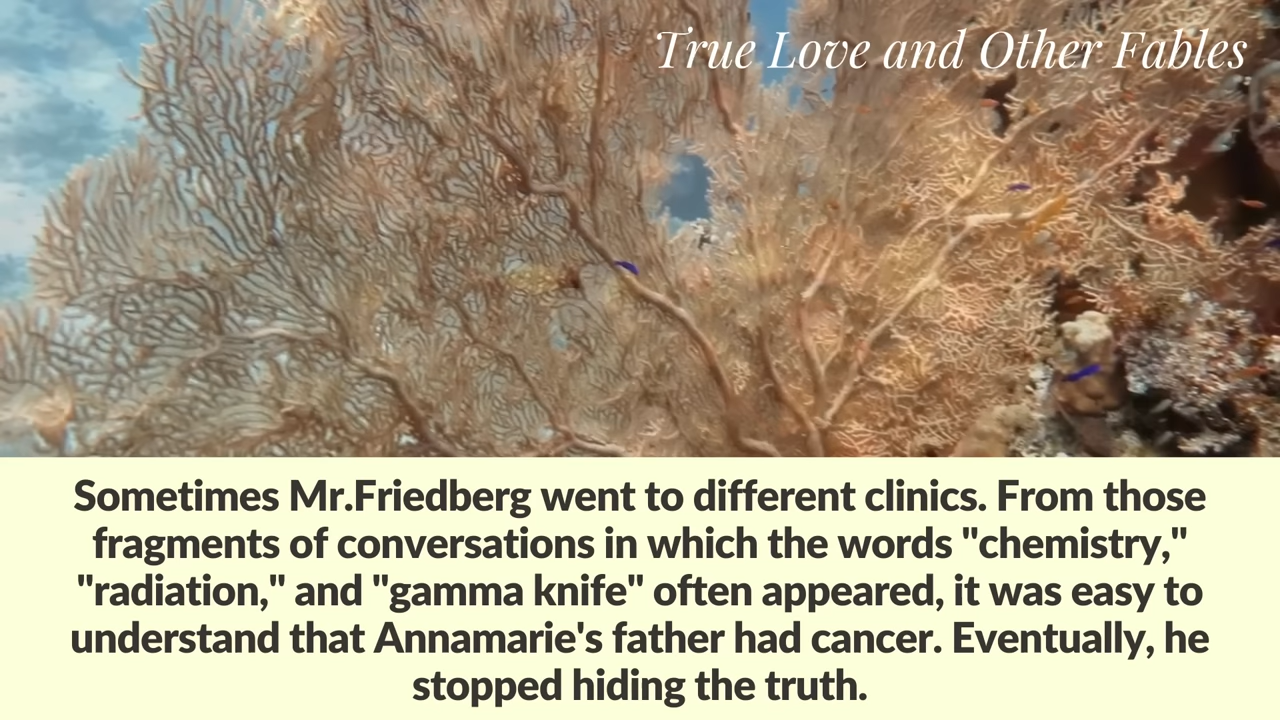 True Love and Other Fables
Sometimes Mr.Friedberg went to different clinics. From those
fragments of conversations in which the words "chemistry,"
"radiation," and "gamma knife" often appeared, it was easy to
understand that Annamarie's father had cancer. Eventually, he
stopped hiding the truth.